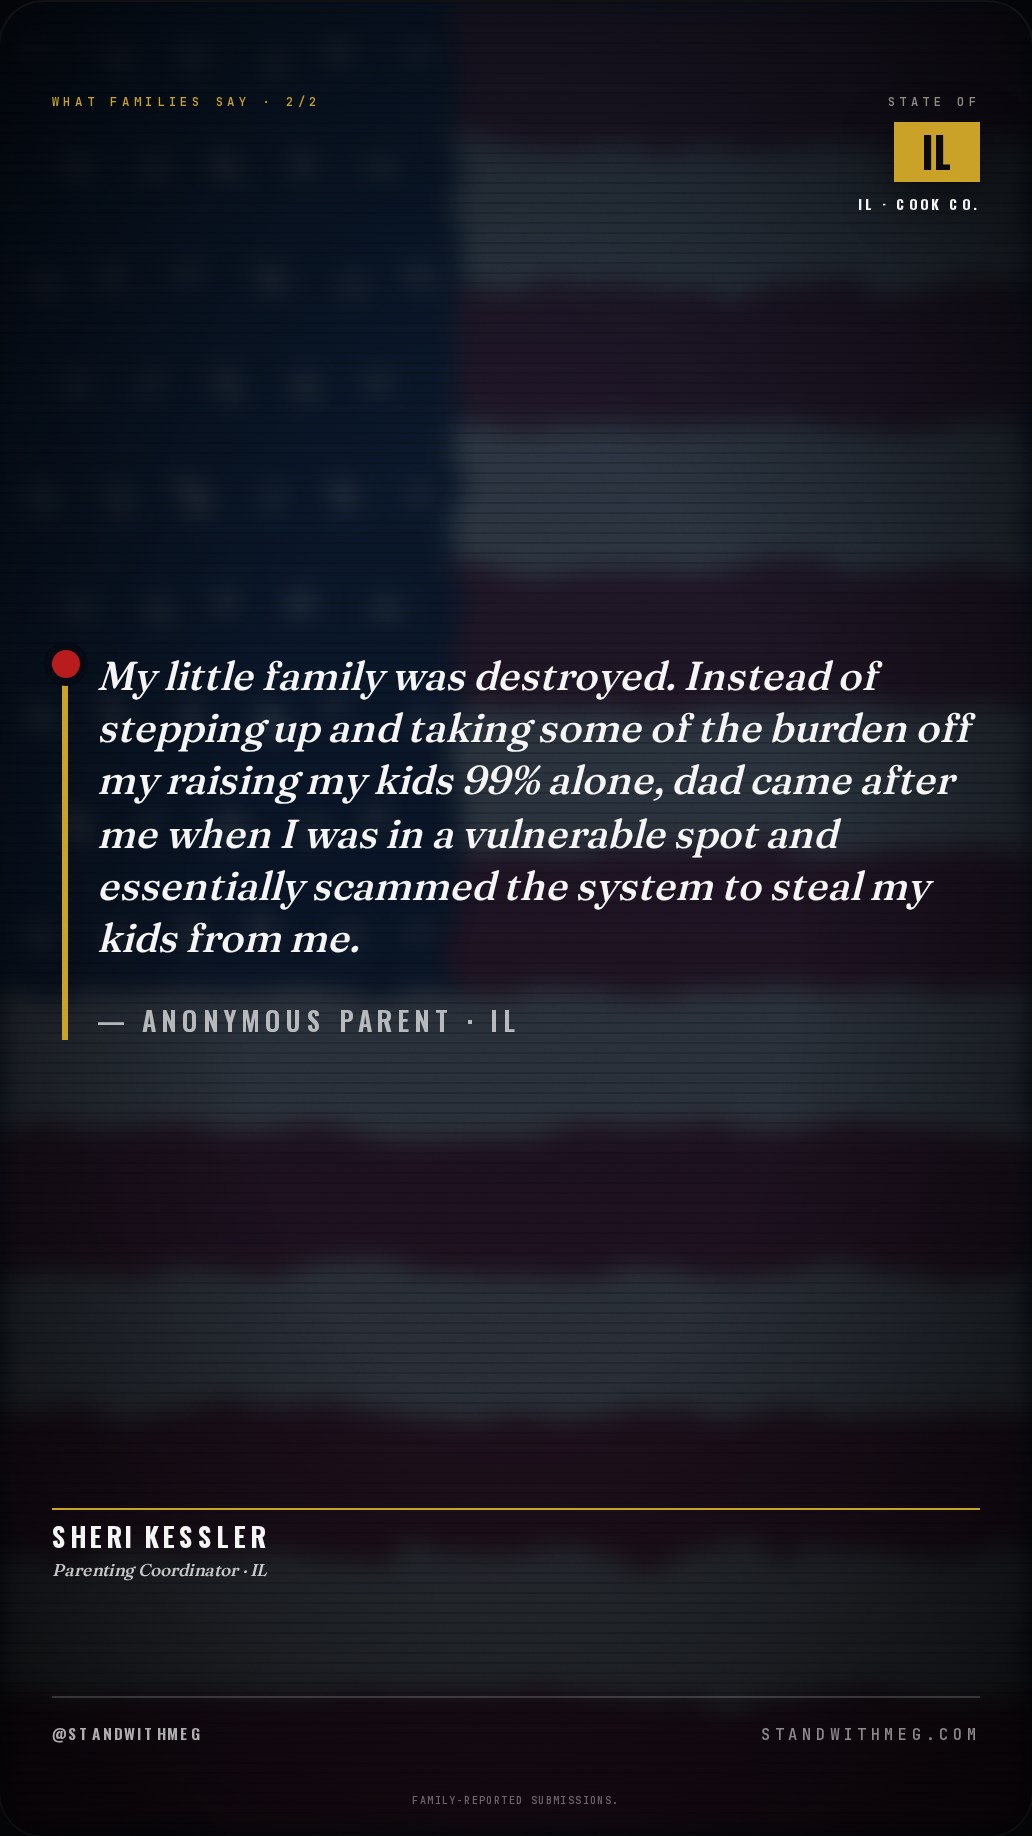 WHAT FAMILIES SAY · 2/2
STATE OF
IL
IL · COOK CO.
My little family was destroyed. Instead of
stepping up and taking some of the burden off
my raising my kids 99% alone, dad came after
me when I was in a vulnerable spot and
essentially scammed the system to steal my
kids from me.
— ANONYMOUS PARENT · IL
SHERI KESSLER
Parenting Coordinator · IL
@STANDWITHMEG
STANDWITHMEG.COM
FAMILY-REPORTED SUBMISSIONS.